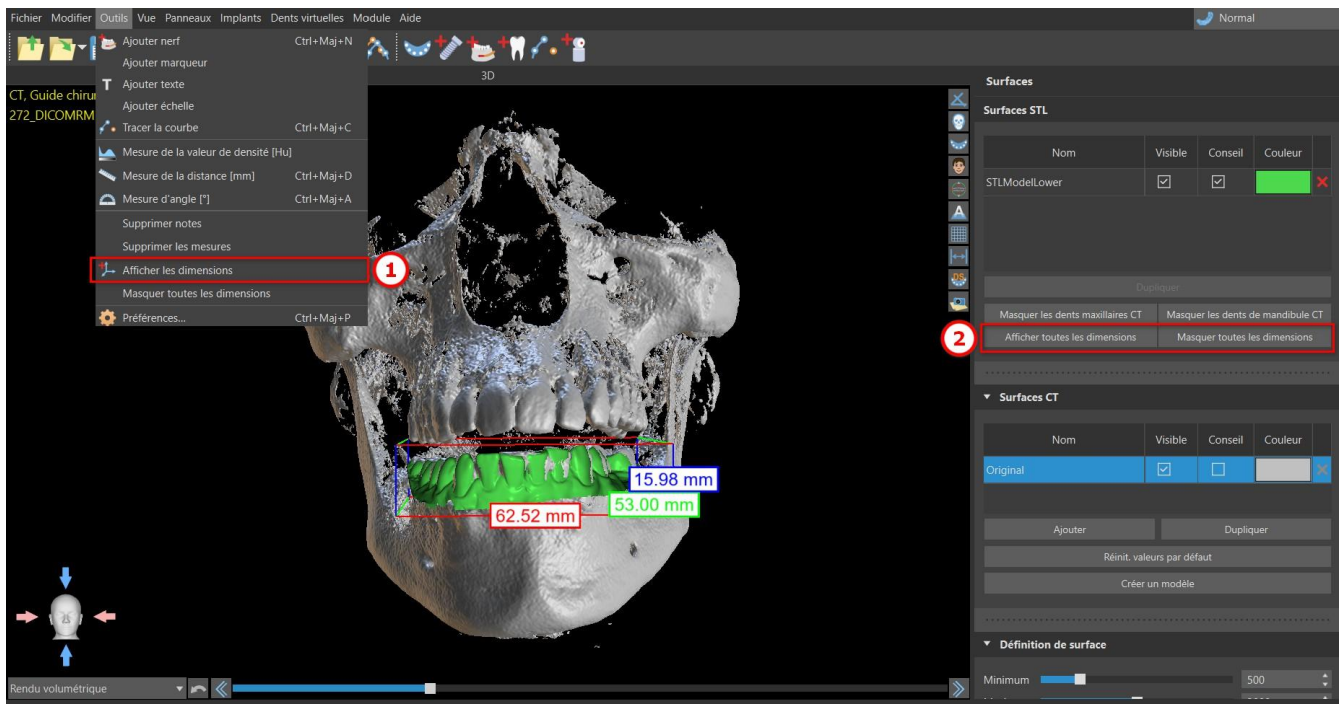 Fichier Modifier Outils Vue Panneaux Implants Dents virtuelles Module Aide
Normal
Ajouter nerf Ctrl+Maj+N
Ajouter marqueur
T Ajouter texte
Ajouter échelle
Tracer la courbe Ctrl+Maj+C
Mesure de la valeur de densité [Hu]
Mesure de la distance [mm] Ctrl+Maj+D
Mesure d'angle [°] Ctrl+Maj+A
Supprimer notes
Supprimer les mesures
Afficher les dimensions
1
Masquer toutes les dimensions
Préférences... Ctrl+Maj+P
3D
CT, Guide
272_DICOMRM
A
DS
15.98 mm
53.00 mm
62.52 mm
Rendu volumétrique
Surfaces
Surfaces STL
Nom Visible Conseil Couleur
STLModelLower
Dupliquer
Masquer les dents maxillaires CT Masquer les dents de mandibule CT
2
Afficher toutes les dimensions Masquer toutes les dimensions
Surfaces CT
Nom Visible Conseil Couleur
Original
Ajouter Dupliquer
Réinit. valeurs par défaut
Créer un modèle
Définition de surface
Minimum 500